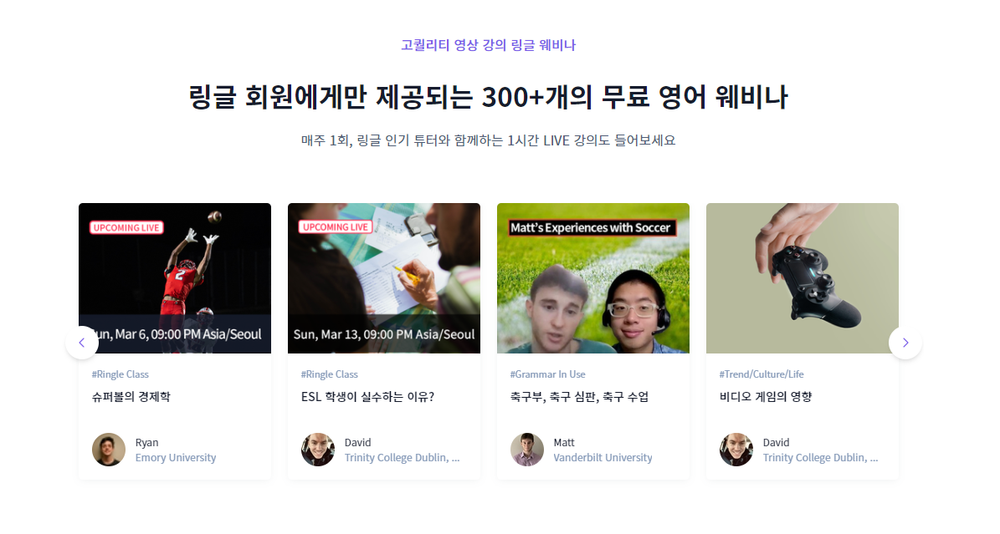 고퀄리티 영상 강의 링글 웨비나
링글 회원에게만 제공되는 300+개의 무료 영어 웨비나
매주 1회, 링글 인기 튜터와 함께하는 1시간 LIVE 강의도 들어보세요
UPCOMING LIVE
2
Sun, Mar 6, 09:00 PM Asia/Seoul
#Ringle Class
슈퍼볼의 경제학
Ryan
Emory University
UPCOMING LIVE
Sun, Mar 13, 09:00 PM Asia/Seoul
#Ringle Class
ESL 학생이 실수하는 이유?
David
Trinity College Dublin, ...
Matt’s Experiences with Soccer
#Grammar In Use
축구부, 축구 심판, 축구 수업
Matt
Vanderbilt University
#Trend/Culture/Life
비디오 게임의 영향
David
Trinity College Dublin, ...